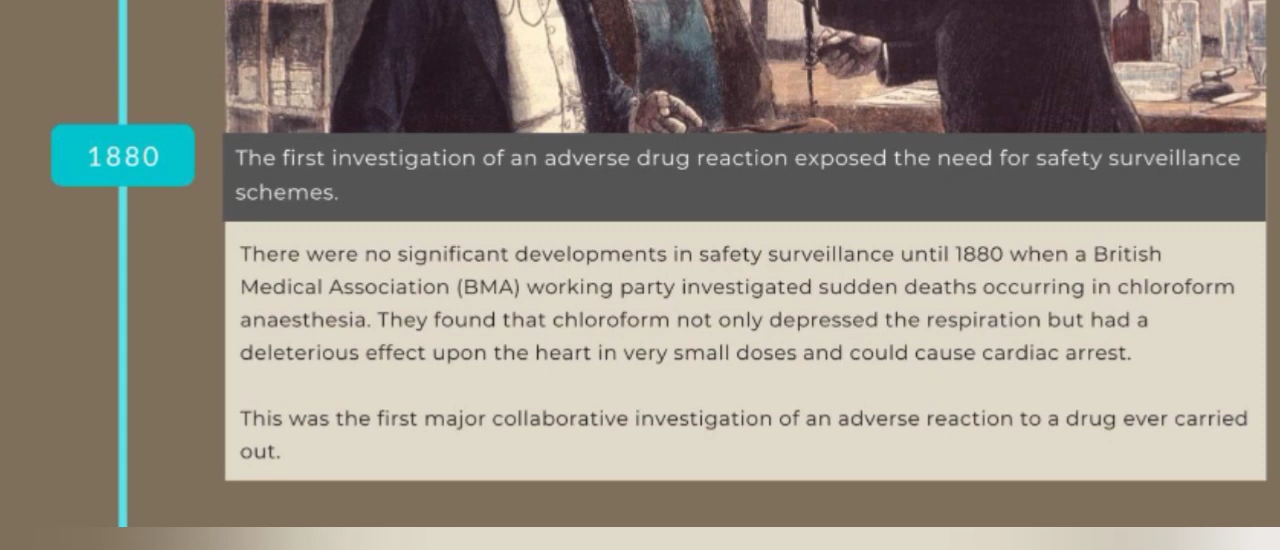 1880
The first investigation of an adverse drug reaction exposed the need for safety surveillance
schemes.
There were no significant developments in safety surveillance until 1880 when a British
Medical Association (BMA) working party investigated sudden deaths occurring in chloroform
anaesthesia. They found that chloroform not only depressed the respiration but had a
deleterious effect upon the heart in very small doses and could cause cardiac arrest.
This was the first major collaborative investigation of an adverse reaction to a drug ever carried
out.